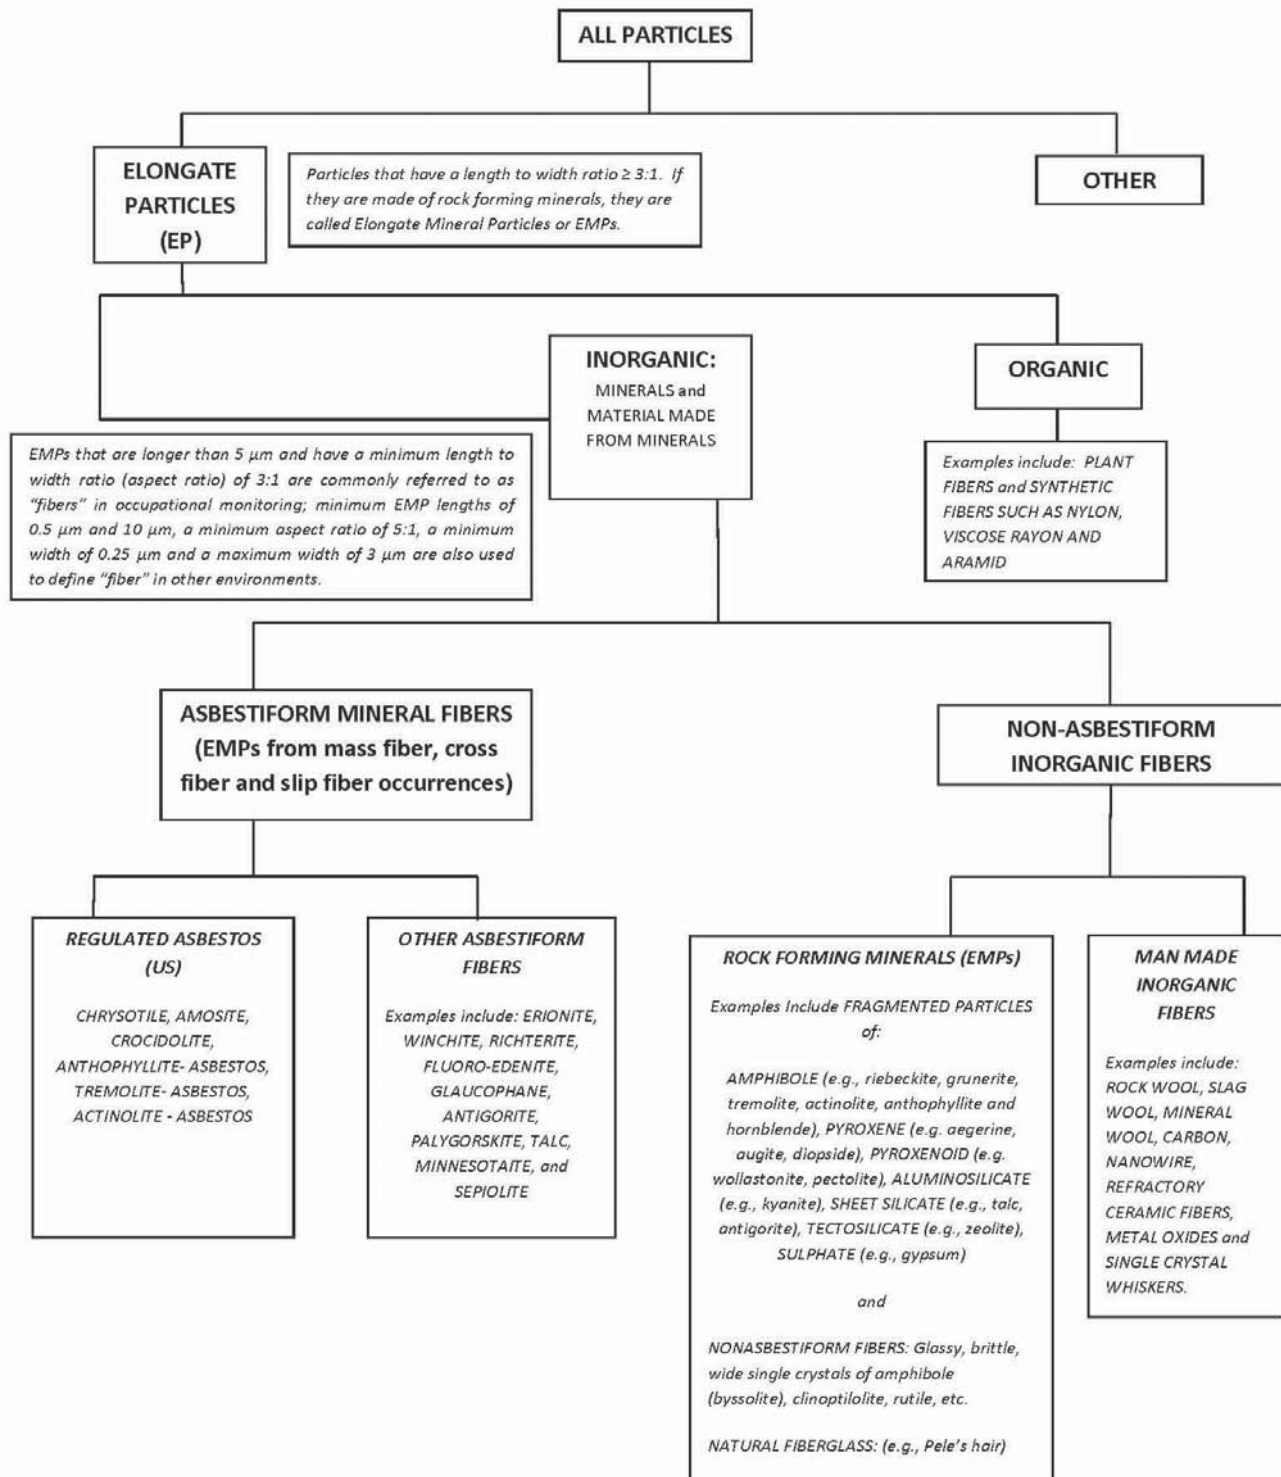 ALL PARTICLES
ELONGATE
PARTICLES
(EP)
Particles that have a length to width ratio ≥ 3:1. If
they are made of rock forming minerals, they are
called Elongate Mineral Particles or EMPs.
OTHER
INORGANIC:
MINERALS and
MATERIAL MADE
FROM MINERALS
ORGANIC
EMPs that are longer than 5 μm and have a minimum length to
width ratio (aspect ratio) of 3:1 are commonly referred to as
"fibers" in occupational monitoring; minimum EMP lengths of
0.5 μm and 10 μm, a minimum aspect ratio of 5:1, a minimum
width of 0.25 μm and a maximum width of 3 μm are also used
to define "fiber" in other environments.
Examples include: PLANT
FIBERS and SYNTHETIC
FIBERS SUCH AS NYLON,
VISCOSE RAYON AND
ARAMID
ASBESTIFORM MINERAL FIBERS
(EMPs from mass fiber, cross
fiber and slip fiber occurrences)
NON-ASBESTIFORM
INORGANIC FIBERS
REGULATED ASBESTOS
(US)
CHRYSOTILE, AMOSITE,
CROCIDOLITE,
ANTHOPHYLLITE- ASBESTOS,
TREMOLITE- ASBESTOS,
ACTINOLITE - ASBESTOS
OTHER ASBESTIFORM
FIBERS
Examples include: ERIONITE,
WINCHITE, RICHTERITE,
FLUORO-EDENITE,
GLAUCOPHANE,
ANTIGORITE,
PALYGORSKITE, TALC,
MINNESOTAITE, and
SEPIOLITE
ROCK FORMING MINERALS (EMPs)
Examples Include FRAGMENTED PARTICLES
of:
AMPHIBOLE (e.g., riebeckite, grunerite,
tremolite, actinolite, anthophyllite and
hornblende), PYROXENE (e.g. aegerine,
augite, diopside), PYROXENOID (e.g.
wollastonite, pectolite), ALUMINOSILICATE
(e.g., kyanite), SHEET SILICATE (e.g., talc,
antigorite), TECTOSILICATE (e.g., zeolite),
SULPHATE (e.g., gypsum)
and
NONASBESTIFORM FIBERS: Glassy, brittle,
wide single crystals of amphibole
(byssolite), clinoptilolite, rutile, etc.
NATURAL FIBERGLASS: (e.g., Pele's hair)
MAN MADE
INORGANIC
FIBERS
Examples include:
ROCK WOOL, SLAG
WOOL, MINERAL
WOOL, CARBON,
NANOWIRE,
REFRACTORY
CERAMIC FIBERS,
METAL OXIDES and
SINGLE CRYSTAL
WHISKERS.